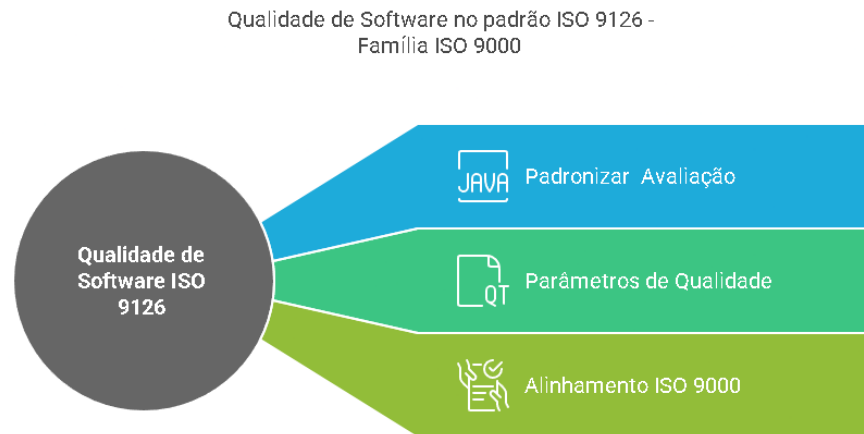 Qualidade de Software no padrão ISO 9126 -
Família ISO 9000
Qualidade de
Software ISO
9126
JAVA
Padronizar Avaliação
QT
Parâmetros de Qualidade
Alinhamento ISO 9000